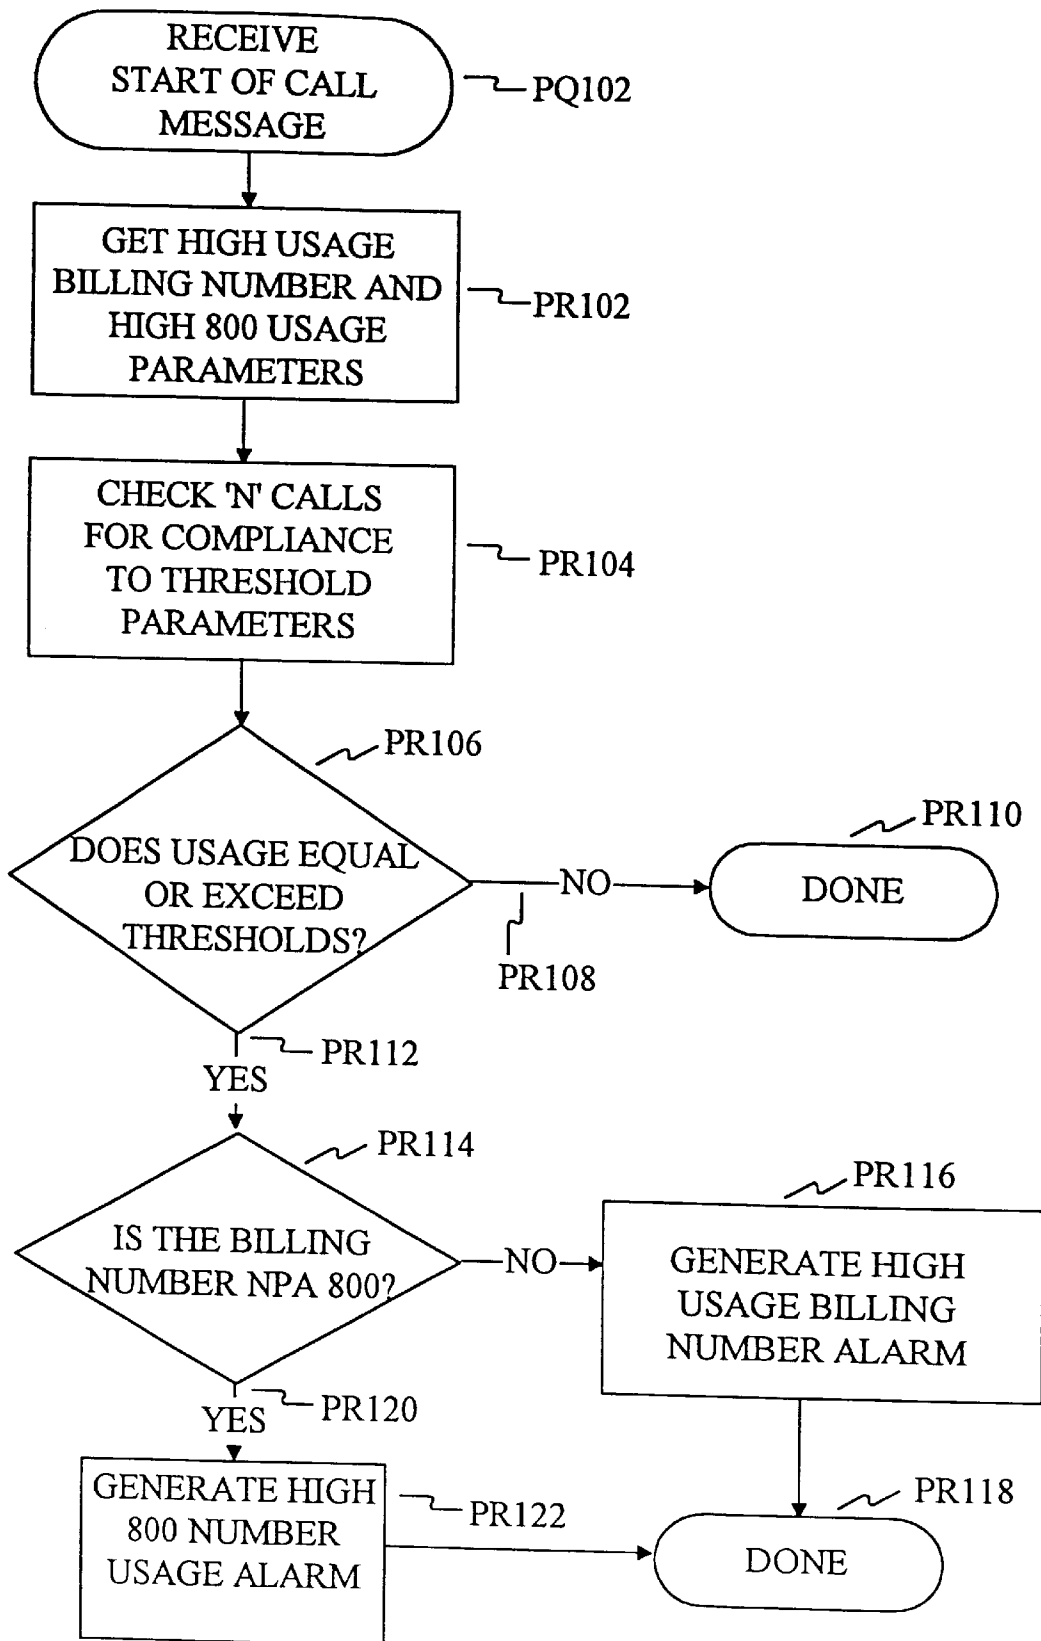 RECEIVE
START OF CALL
MESSAGE
PQ102
GET HIGH USAGE
BILLING NUMBER AND
HIGH 800 USAGE
PARAMETERS
PR102
CHECK 'N' CALLS
FOR COMPLIANCE
TO THRESHOLD
PARAMETERS
PR104
PR106
DOES USAGE EQUAL
OR EXCEED
THRESHOLDS?
NO
PR108
PR110
DONE
PR112
YES
PR114
IS THE BILLING
NUMBER NPA 800?
NO
PR116
GENERATE HIGH
USAGE BILLING
NUMBER ALARM
PR120
YES
GENERATE HIGH
800 NUMBER
USAGE ALARM
PR122
PR118
DONE